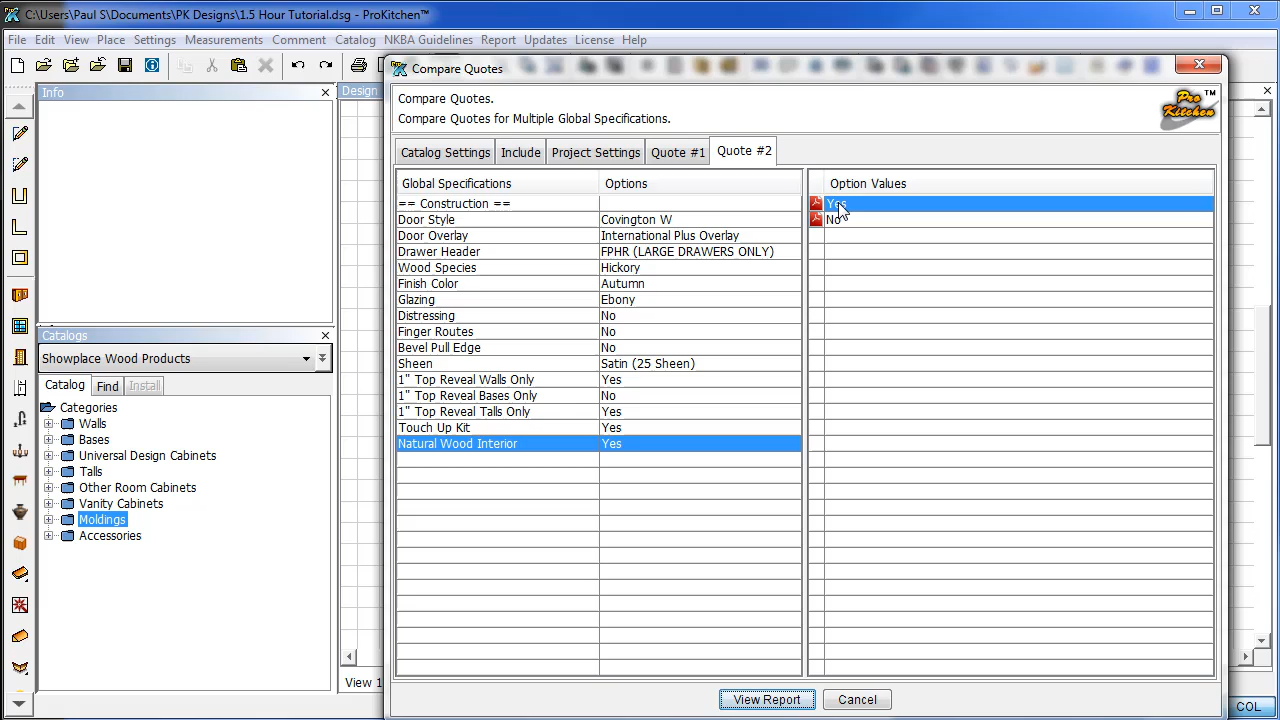 C:\Users\Paul S\Documents\PK Designs\1.5 Hour Tutorial.dsg - ProKitchen™
File Edit View Place Settings Measurements Comment Catalog NKBA Guidelines Report Updates License Help
Info
Catalogs
Showplace Wood Products
Catalog Find Install
Categories
Walls
Bases
Universal Design Cabinets
Talls
Other Room Cabinets
Vanity Cabinets
Moldings
Accessories
Design
View 1
Compare Quotes
Compare Quotes.
Compare Quotes for Multiple Global Specifications.
Pro Kitchen™
Catalog Settings Include Project Settings Quote #1 Quote #2
Global Specifications Options
== Construction ==
Door Style Covington W
Door Overlay International Plus Overlay
Drawer Header FPHR (LARGE DRAWERS ONLY)
Wood Species Hickory
Finish Color Autumn
Glazing Ebony
Distressing No
Finger Routes No
Bevel Pull Edge No
Sheen Satin (25 Sheen)
1" Top Reveal Walls Only Yes
1" Top Reveal Bases Only No
1" Top Reveal Talls Only Yes
Touch Up Kit Yes
Natural Wood Interior Yes
Option Values
Yes
No
View Report Cancel
COL